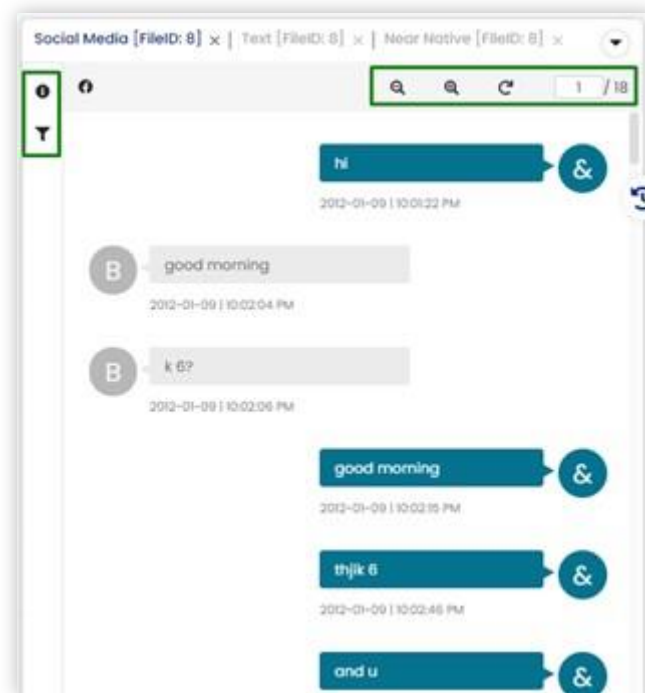 Social Media [FileID: 8] × | Text [FileID: 8] × | Near Native [FileID: 8] ×
1 / 18
hi
&
2012-01-09 | 10:01:22 PM
B
good morning
2012-01-09 | 10:02:04 PM
B
k 6?
2012-01-09 | 10:02:06 PM
good morning
&
2012-01-09 | 10:02:15 PM
thjik 6
&
2012-01-09 | 10:02:46 PM
and u
&